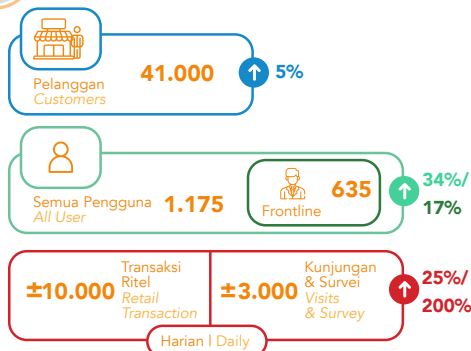 Pelanggan
Customers
41.000
5%
Semua Pengguna
All User
1.175
Frontline
635
34%/
17%
±10.000
Transaksi
Ritel
Retail
Transaction
±3.000
Kunjungan
& Survei
Visits
& Survey
25%/
200%
Harian | Daily